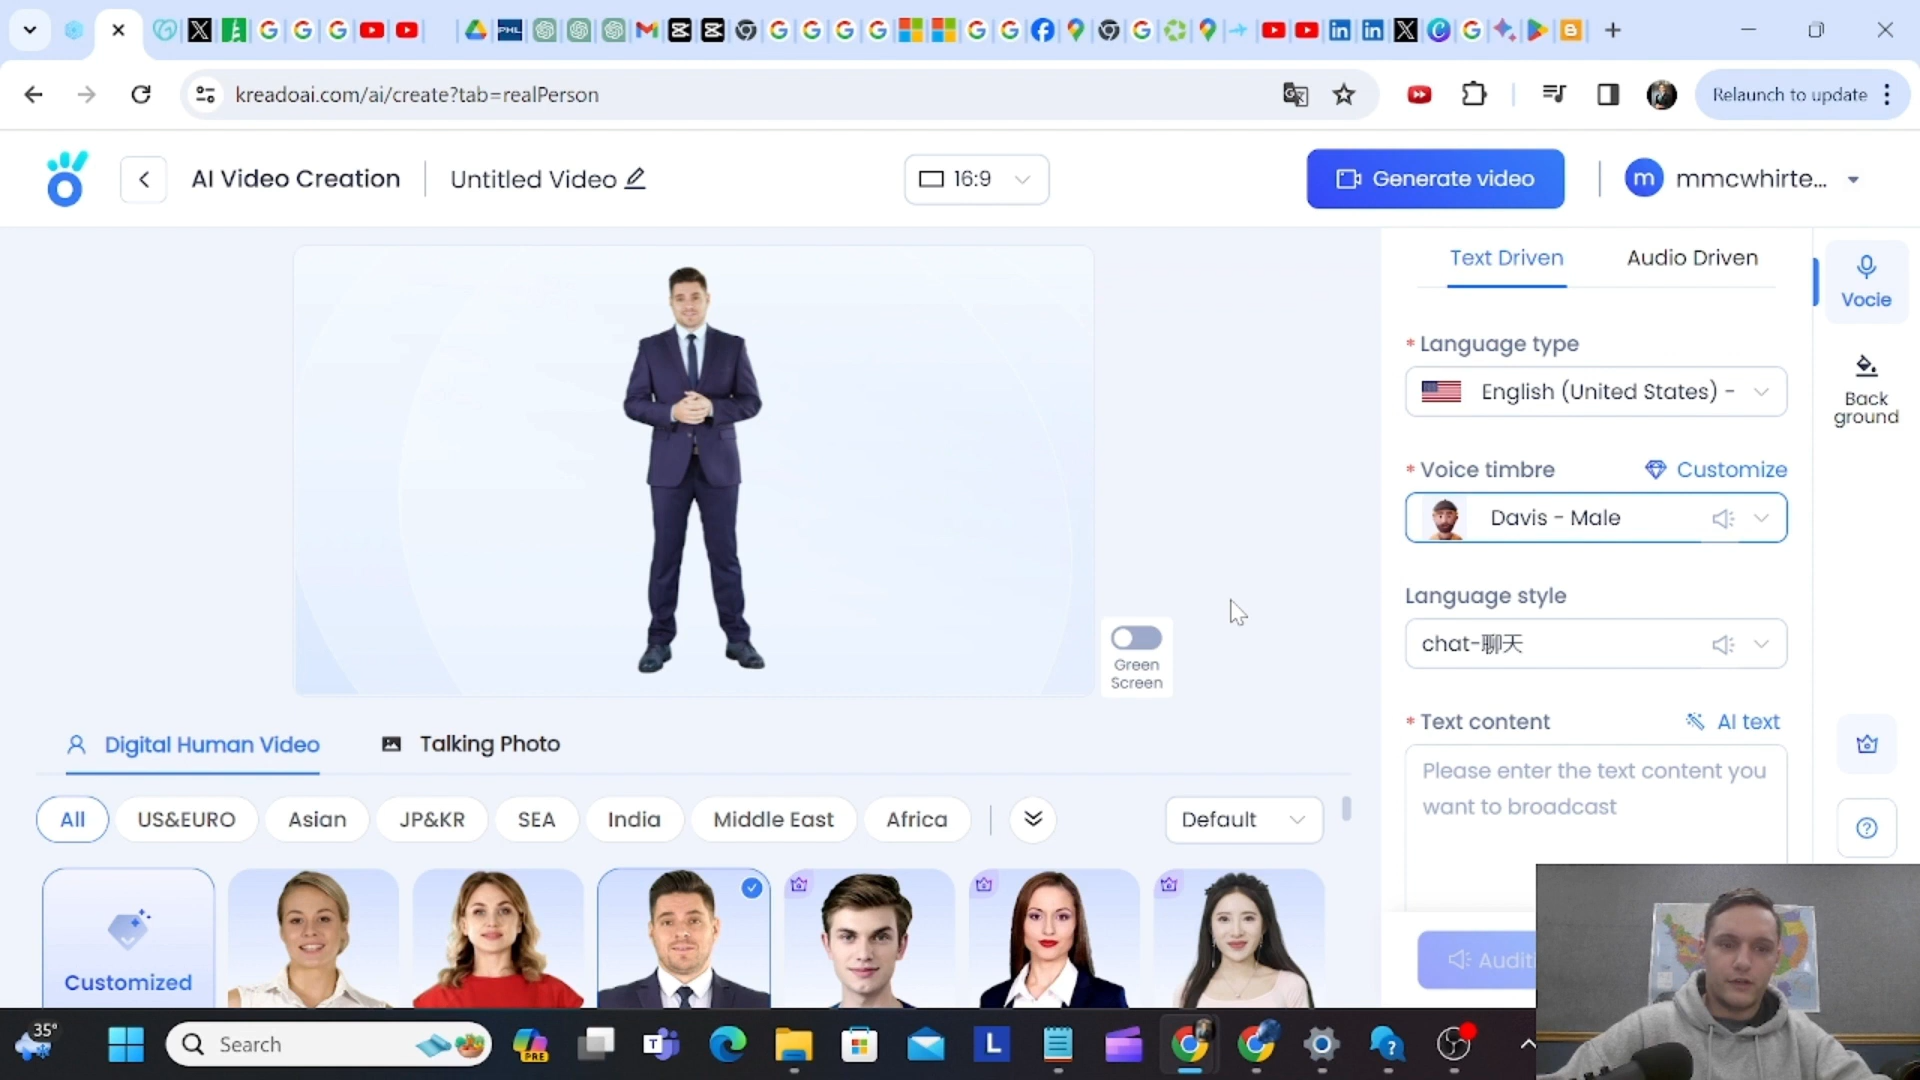 PHL
kreadoai.com/ai/create?tab=realPerson
Relaunch to update
AI Video Creation
Untitled Video
16:9
Generate video
m
mmcwhirte...
Text Driven
Audio Driven
Vocie
* Language type
English (United States) -
Back
ground
* Voice timbre
Customize
Davis - Male
Language style
chat-聊天
Green
Screen
* Text content
AI text
Please enter the text content you
want to broadcast
Digital Human Video
Talking Photo
All
US&EURO
Asian
JP&KR
SEA
India
Middle East
Africa
Default
Customized
Auditi
35°
Search
PRE
L